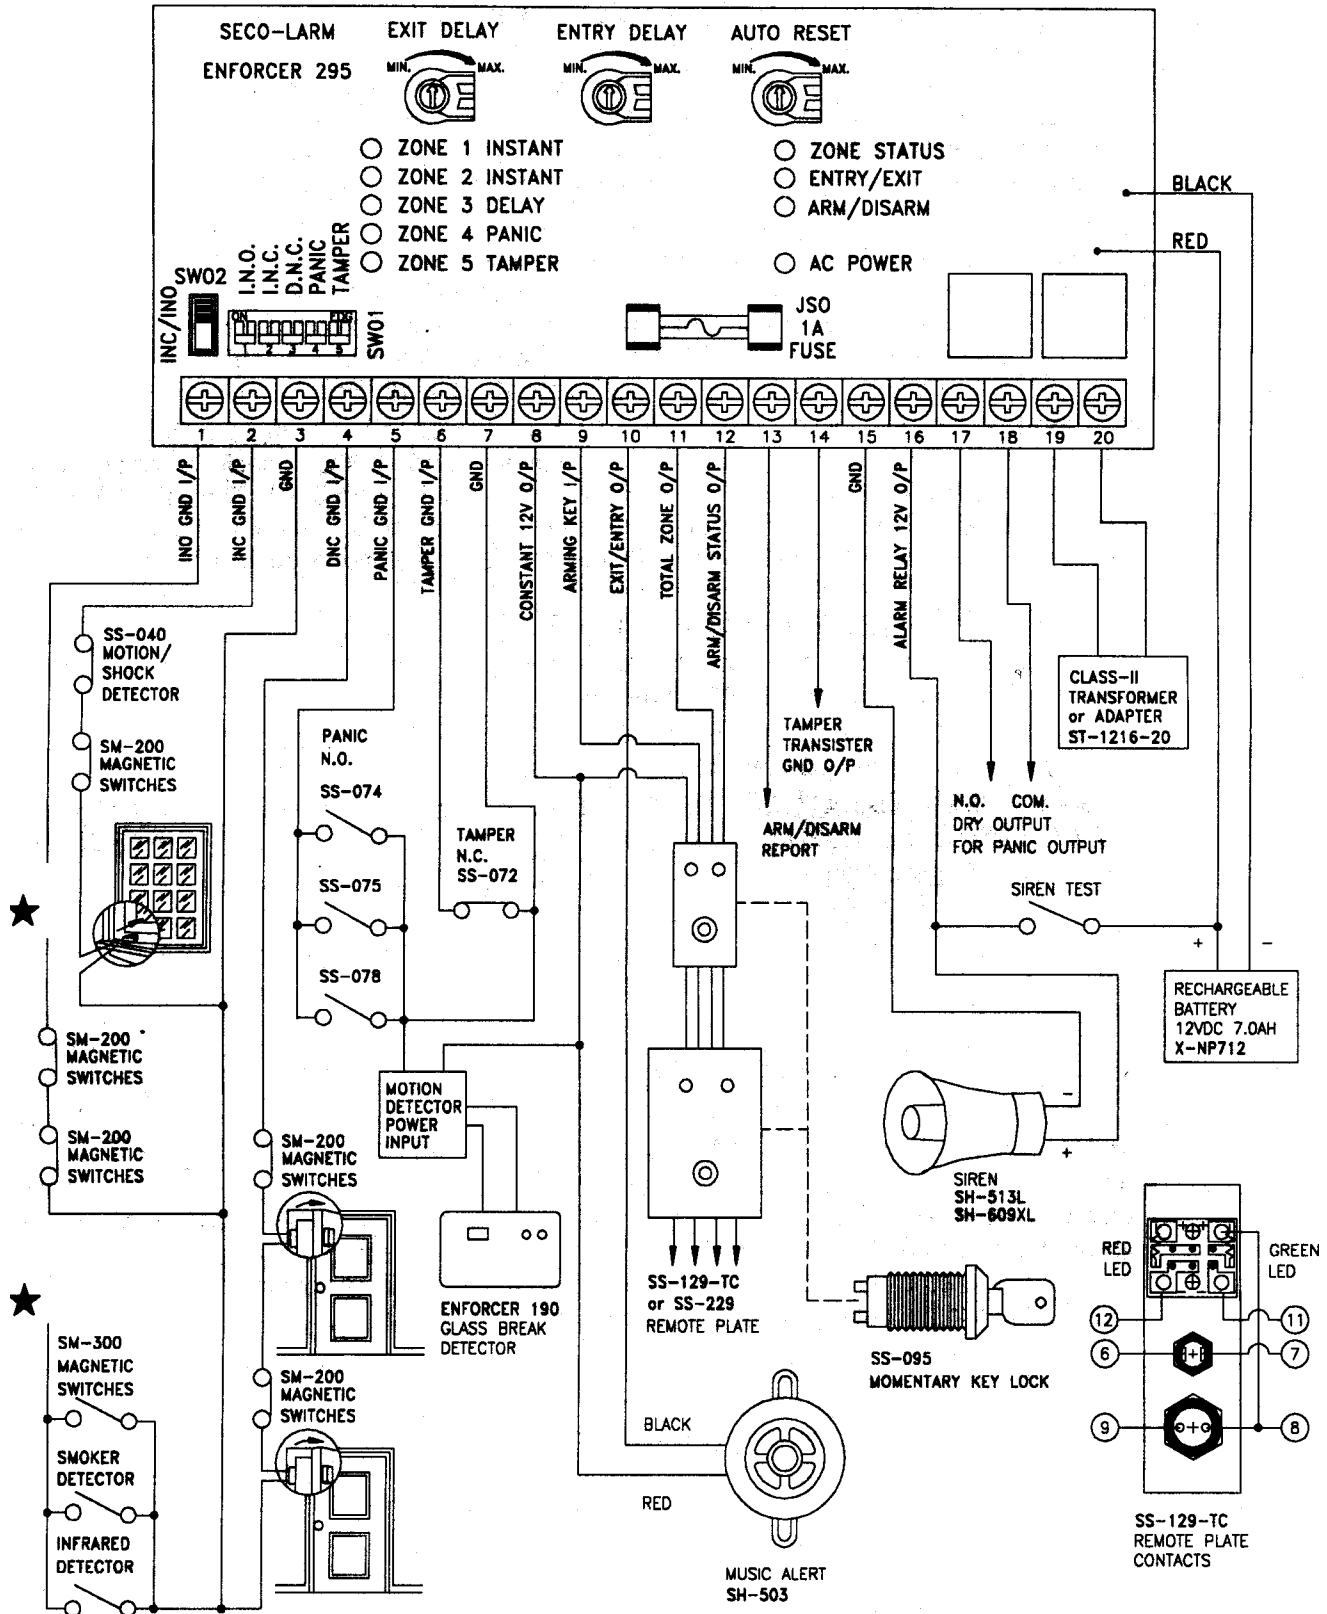 SECO-LARM
ENFORCER 295
EXIT DELAY
MIN. MAX.
ENTRY DELAY
MIN. MAX.
AUTO RESET
MIN. MAX.
ZONE 1 INSTANT
ZONE 2 INSTANT
ZONE 3 DELAY
ZONE 4 PANIC
ZONE 5 TAMPER
ZONE STATUS
ENTRY/EXIT
ARM/DISARM
AC POWER
BLACK
RED
INC/INO
SW02
I.N.O.
I.N.C.
D.N.C.
PANIC
TAMPER
ON
1 2 3 4 5
SW01
JSO
1A
FUSE
1 2 3 4 5 6 7 8 9 10 11 12 13 14 15 16 17 18 19 20
INO GND I/P
INC GND I/P
GND
DNC GND I/P
PANIC GND I/P
TAMPER GND I/P
GND
CONSTANT 12V O/P
ARMING KEY I/P
EXIT/ENTRY O/P
TOTAL ZONE O/P
ARM/DISARM STATUS O/P
GND
ALARM RELAY 12V O/P
SS-040
MOTION/
SHOCK
DETECTOR
SM-200
MAGNETIC
SWITCHES
PANIC
N.O.
SS-074
SS-075
SS-078
TAMPER
N.C.
SS-072
TAMPER
TRANSISTER
GND O/P
ARM/DISARM
REPORT
CLASS-II
TRANSFORMER
or ADAPTER
ST-1216-20
N.O. COM.
DRY OUTPUT
FOR PANIC OUTPUT
SIREN TEST
+ −
RECHARGEABLE
BATTERY
12VDC 7.0AH
X-NP712
★
SM-200
MAGNETIC
SWITCHES
SM-200
MAGNETIC
SWITCHES
MOTION
DETECTOR
POWER
INPUT
SM-200
MAGNETIC
SWITCHES
−
+
SIREN
SH-513L
SH-609XL
ENFORCER 190
GLASS BREAK
DETECTOR
SS-129-TC
or SS-229
REMOTE PLATE
SS-095
MOMENTARY KEY LOCK
RED
LED
GREEN
LED
12 11
6 7
9 8
SS-129-TC
REMOTE PLATE
CONTACTS
★
SM-300
MAGNETIC
SWITCHES
SMOKER
DETECTOR
INFRARED
DETECTOR
SM-200
MAGNETIC
SWITCHES
BLACK
RED
MUSIC ALERT
SH-503